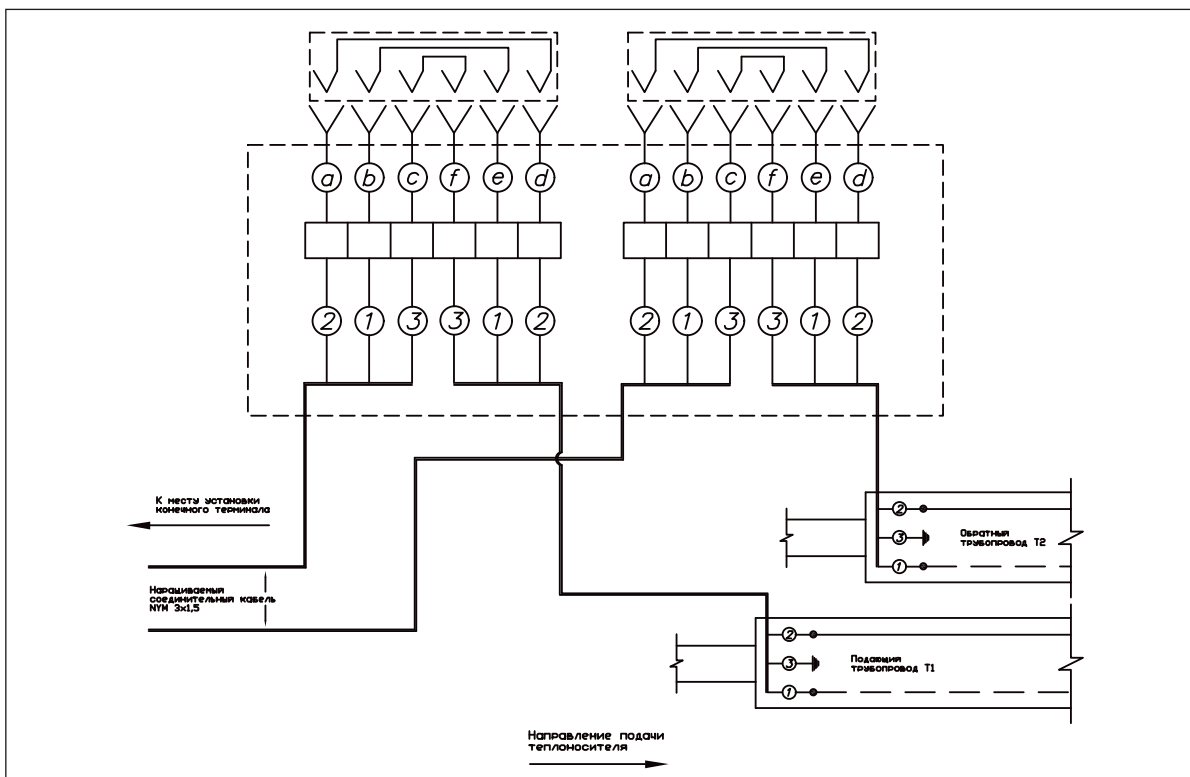 a b c f e d a b c f e d
2 1 3 3 1 2 2 1 3 3 1 2
К месту установки
конечного терминала
Наращиваемый
соединительный кабель
NYM 3x1,5
2
3
1
Обратный
трубопровод Т2
2
3
1
Подающий
трубопровод Т1
Направление подачи
теплоносителя